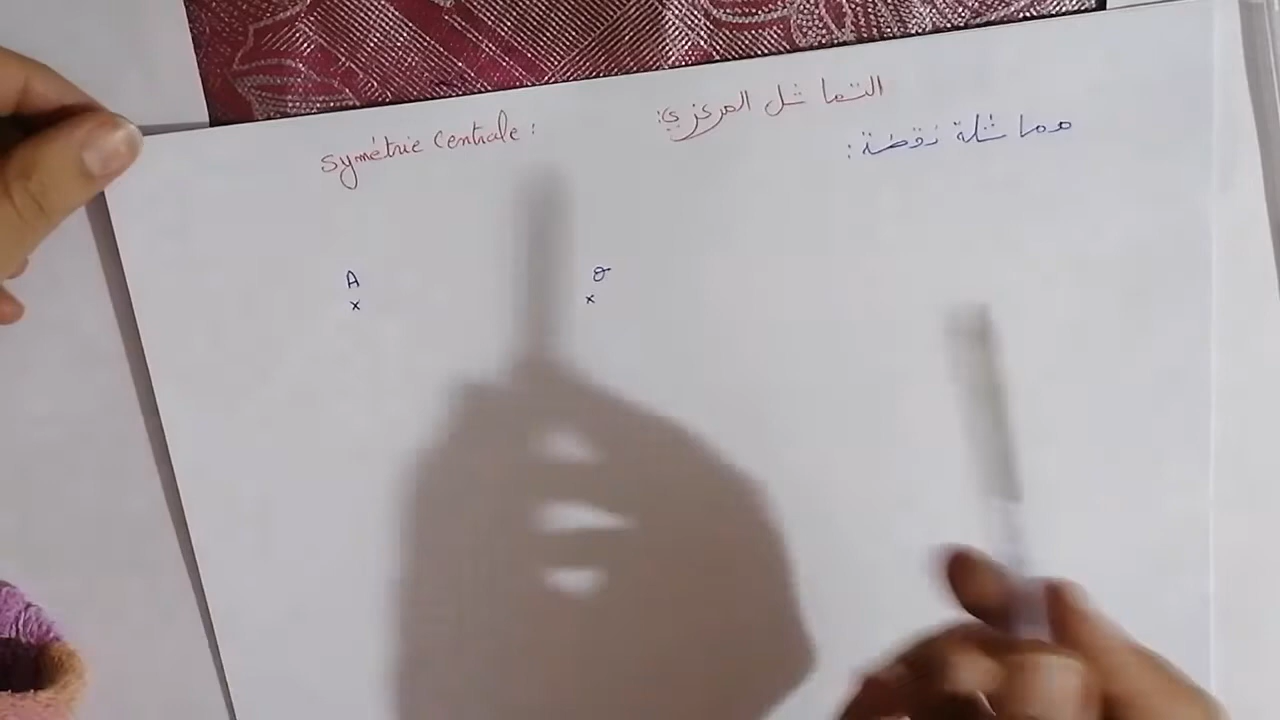 symétrie centrale :
التماثل المركزي:
مماثلة نقطة :
A
O
x
x